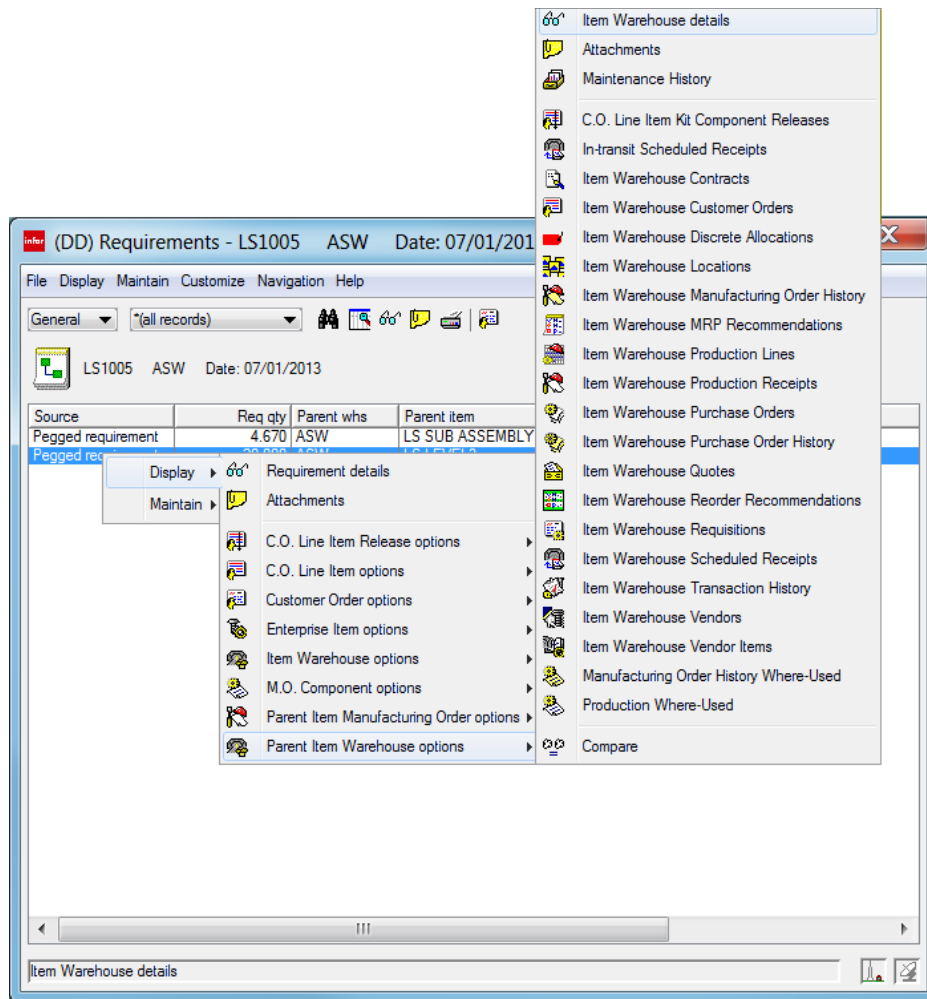 Item Warehouse details
Attachments
Maintenance History
C.O. Line Item Kit Component Releases
In-transit Scheduled Receipts
Item Warehouse Contracts
Item Warehouse Customer Orders
Item Warehouse Discrete Allocations
Item Warehouse Locations
Item Warehouse Manufacturing Order History
Item Warehouse MRP Recommendations
Item Warehouse Production Lines
Item Warehouse Production Receipts
Item Warehouse Purchase Orders
Item Warehouse Purchase Order History
Item Warehouse Quotes
Item Warehouse Reorder Recommendations
Item Warehouse Requisitions
Item Warehouse Scheduled Receipts
Item Warehouse Transaction History
Item Warehouse Vendors
Item Warehouse Vendor Items
Manufacturing Order History Where-Used
Production Where-Used
Compare
infor (DD) Requirements - LS1005 ASW Date: 07/01/201
File Display Maintain Customize Navigation Help
General *(all records)
LS1005 ASW Date: 07/01/2013
Source Req qty Parent whs Parent item
Pegged requirement 4.670 ASW LS SUB ASSEMBLY
Pegged
Display
Maintain
Requirement details
Attachments
C.O. Line Item Release options
C.O. Line Item options
Customer Order options
Enterprise Item options
Item Warehouse options
M.O. Component options
Parent Item Manufacturing Order options
Parent Item Warehouse options
Item Warehouse details